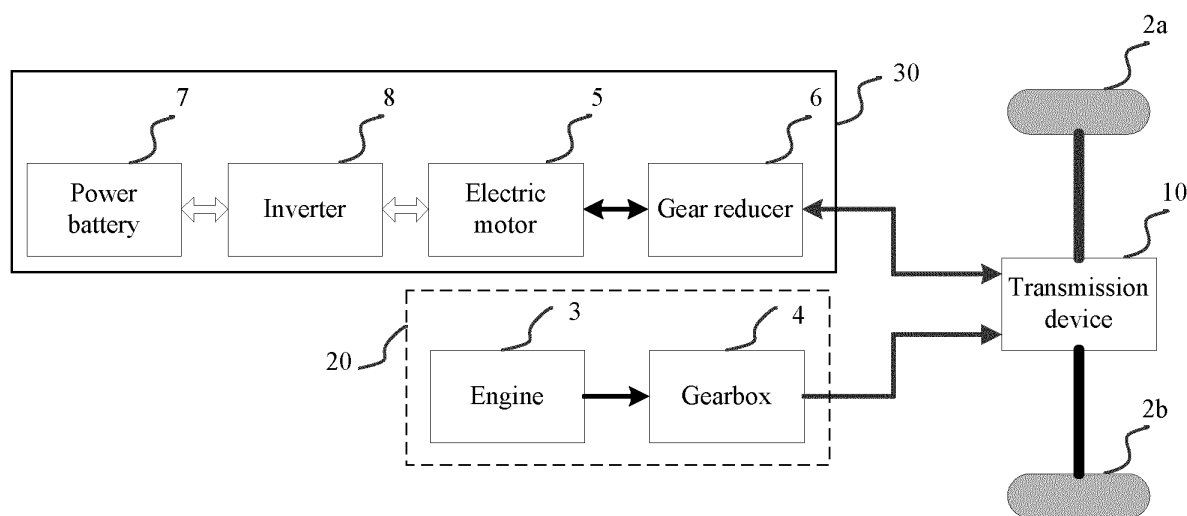 2a
30
7
8
5
6
Power
battery
Inverter
Electric
motor
Gear reducer
10
Transmission
device
20
3
4
Engine
Gearbox
2b